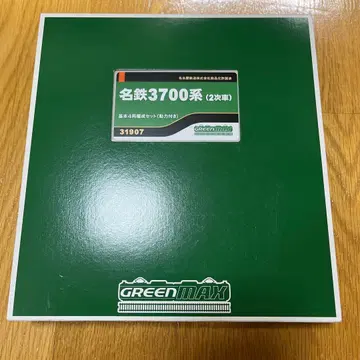 名古屋鉄道株式会社商品化許諾済
名鉄3700系(2次車)
基本4両編成セット(動力付き)
31907
GREENMAX
GREENMAX